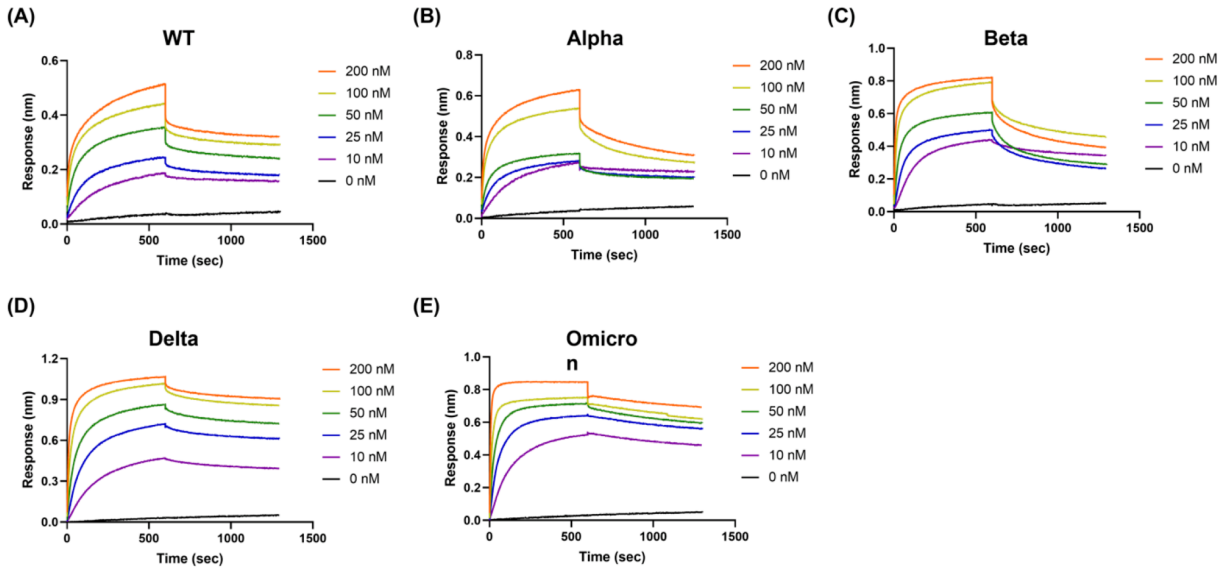 (A)
WT
Response (nm)
0.6
0.4
0.2
0.0
0 500 1000 1500
Time (sec)
200 nM
100 nM
50 nM
25 nM
10 nM
0 nM
(B)
Alpha
Response (nm)
0.8
0.6
0.4
0.2
0.0
0 500 1000 1500
Time (sec)
200 nM
100 nM
50 nM
25 nM
10 nM
0 nM
(C)
Beta
Response (nm)
1.0
0.8
0.6
0.4
0.2
0.0
0 500 1000 1500
Time (sec)
200 nM
100 nM
50 nM
25 nM
10 nM
0 nM
(D)
Delta
Response (nm)
1.2
0.9
0.6
0.3
0.0
0 500 1000 1500
Time (sec)
200 nM
100 nM
50 nM
25 nM
10 nM
0 nM
(E)
Omicro
n
Response (nm)
1.0
0.8
0.6
0.4
0.2
0.0
0 500 1000 1500
Time (sec)
200 nM
100 nM
50 nM
25 nM
10 nM
0 nM